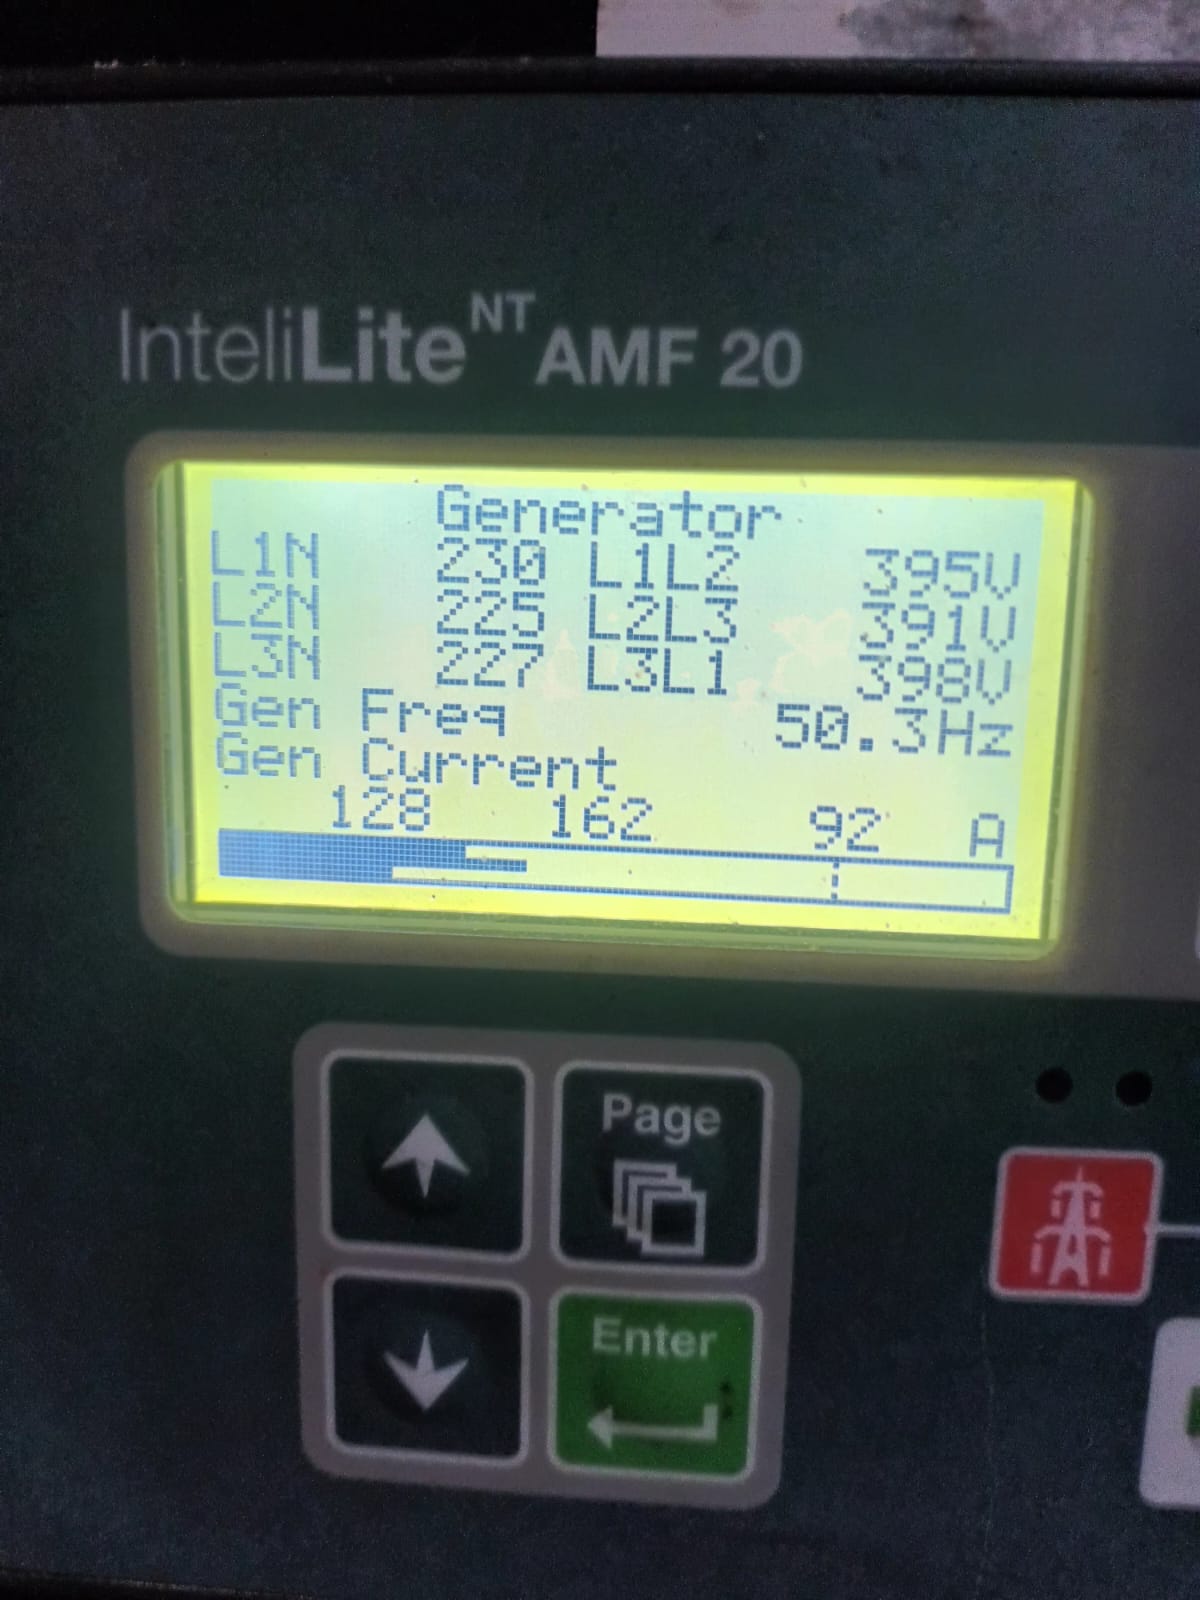 InteliLite NT AMF 20
Generator
L1N 230 L1L2 395V
L2N 225 L2L3 391V
L3N 227 L3L1 398V
Gen Freq 50.3Hz
Gen Current
128 162 92 A
Page
Enter